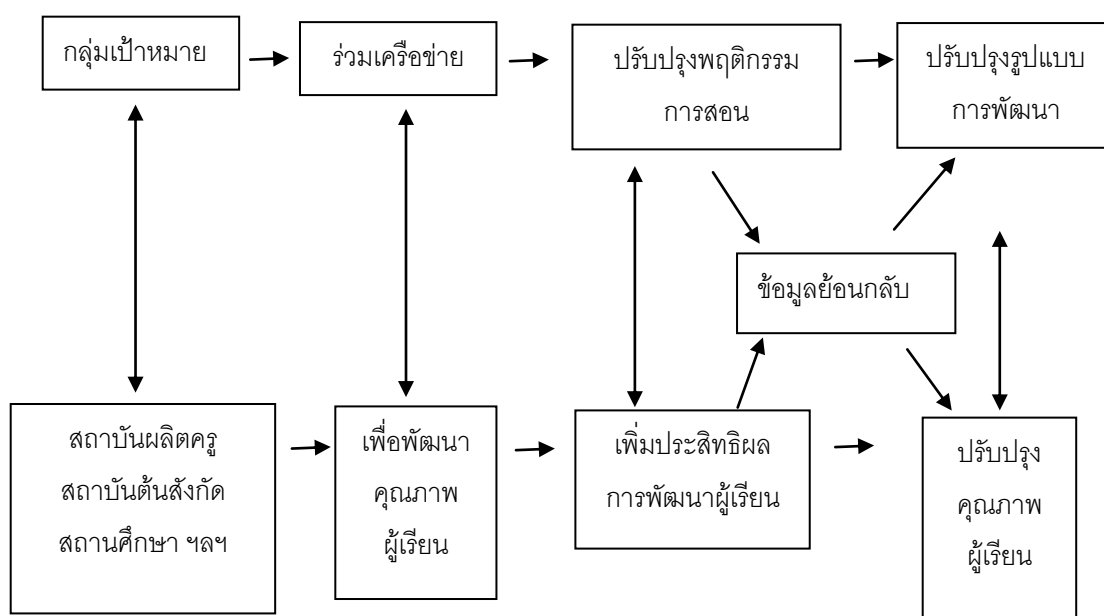 กลุ่มเป้าหมาย
ร่วมเครือข่าย
ปรับปรุงพฤติกรรม
การสอน
ปรับปรุงรูปแบบ
การพัฒนา
ข้อมูลย้อนกลับ
สถาบันผลิตครู
สถาบันต้นสังกัด
สถานศึกษา ฯลฯ
เพื่อพัฒนา
คุณภาพ
ผู้เรียน
เพิ่มประสิทธิผล
การพัฒนาผู้เรียน
ปรับปรุง
คุณภาพ
ผู้เรียน